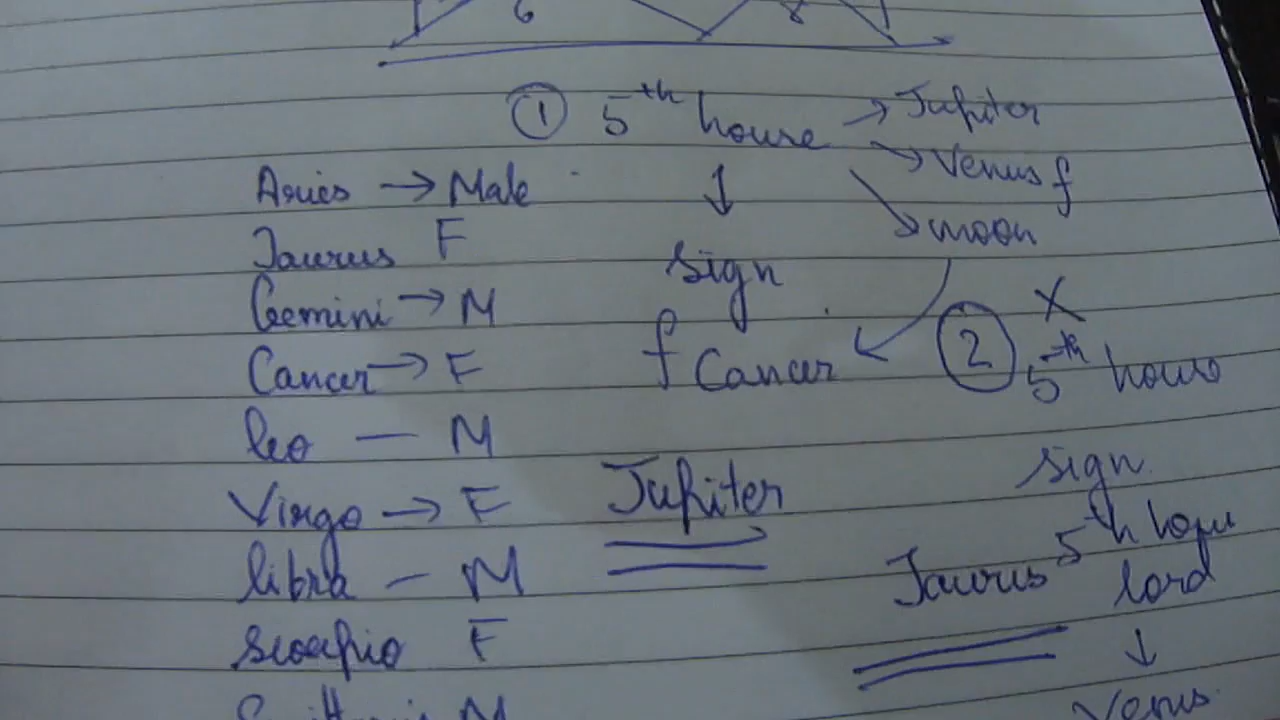 6 8
① 5th house → Jupiter
→ Venus f
→ moon
↓
sign
f Cancer
Jupiter
Aries → Male
Taurus F
Gemini → M
Cancer → F
leo — M
Virgo → F
libra — M
Scorpio F
M
X
② 5th house
sign
Taurus 5th
lord
↓
Venus